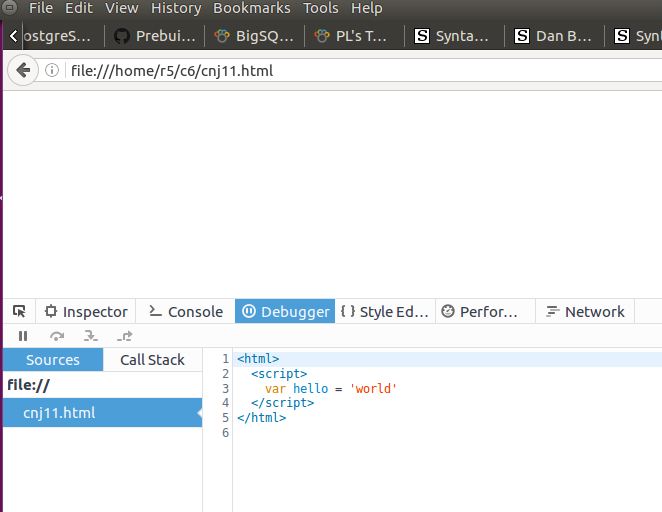 File Edit View History Bookmarks Tools Help
ostgreS... Prebui... BigSQ... PL's T... Synta... Dan B... Synt
file:///home/r5/c6/cnj11.html
Inspector Console Debugger Style Ed... Perfor... Network
Sources Call Stack
file://
cnj11.html
1 <html>
2 <script>
3 var hello = 'world'
4 </script>
5 </html>
6